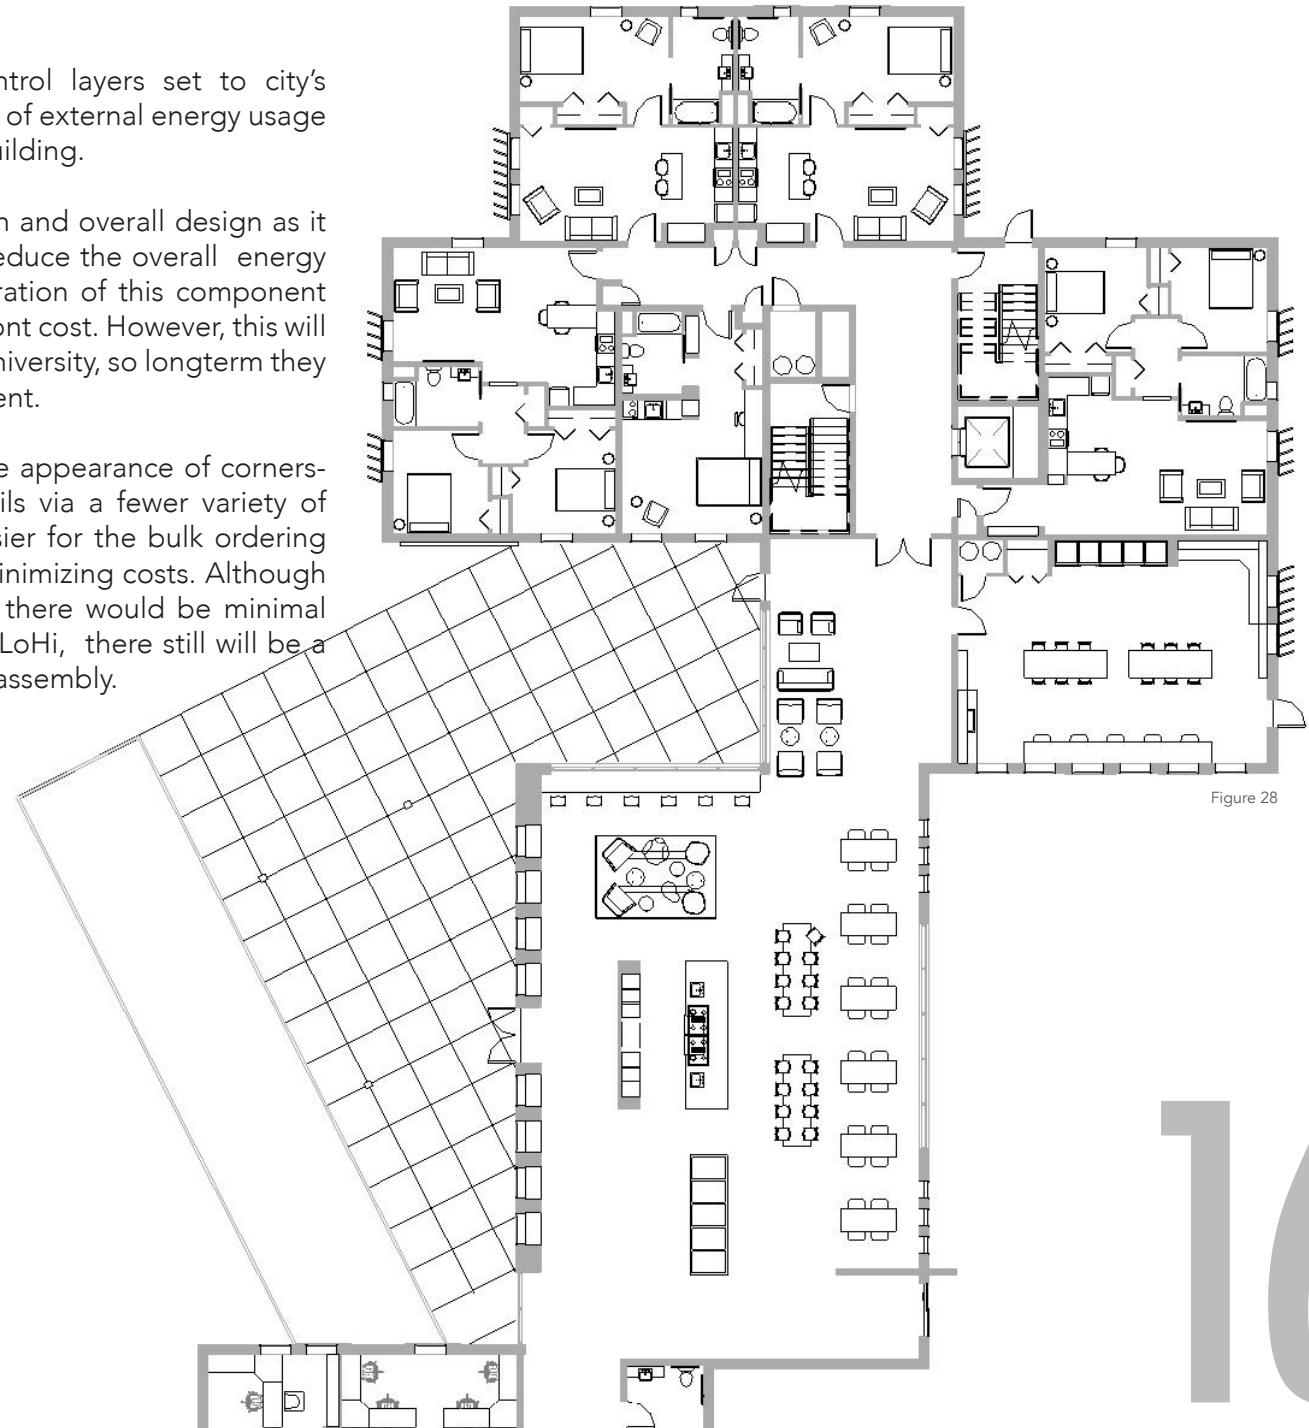 ntrol layers set to city's
of external energy usage
uilding.
n and overall design as it
educe the overall energy
ration of this component
ont cost. However, this will
niversity, so longterm they
ent.
e appearance of corners-
ils via a fewer variety of
sier for the bulk ordering
inimizing costs. Although
there would be minimal
LoHi, there still will be a
assembly.
Figure 28
1